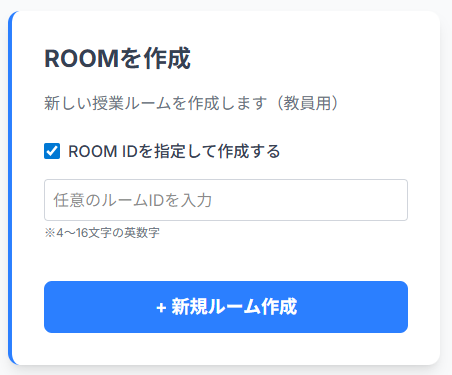 ROOMを作成
新しい授業ルームを作成します（教員用）
ROOM IDを指定して作成する
任意のルームIDを入力
※4〜16文字の英数字
+ 新規ルーム作成